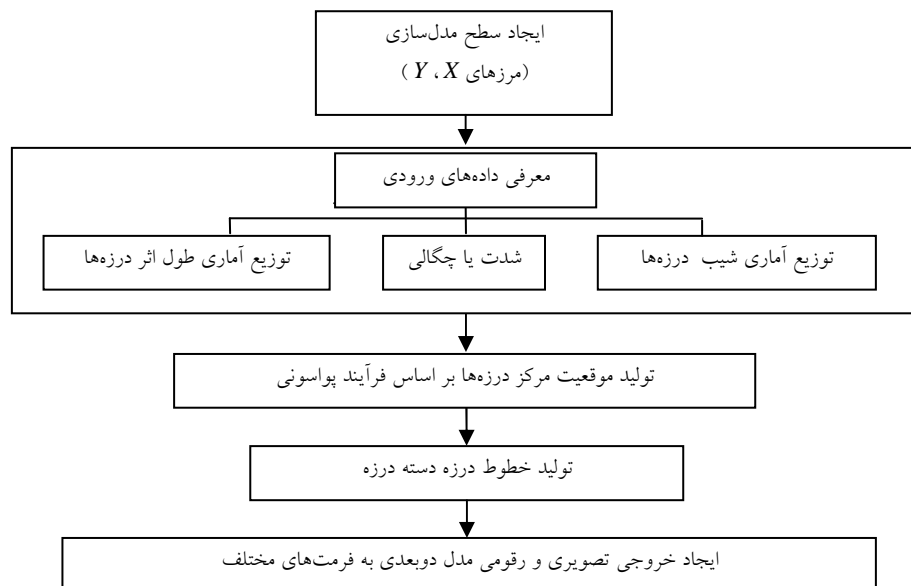 ایجاد سطح مدل‌سازی
(مرزهای X، Y)
معرفی داده‌های ورودی
توزیع آماری شیب درزه‌ها
شدت یا چگالی
توزیع آماری طول اثر درزه‌ها
تولید موقعیت مرکز درزه‌ها بر اساس فرآیند پواسونی
تولید خطوط درزه دسته درزه
ایجاد خروجی تصویری و رقومی مدل دوبعدی به فرمت‌های مختلف